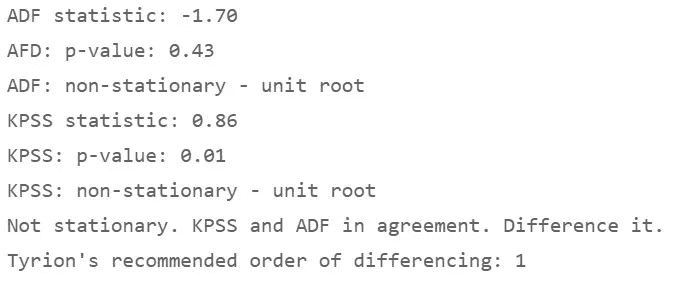 ADF statistic: -1.70
AFD: p-value: 0.43
ADF: non-stationary - unit root
KPSS statistic: 0.86
KPSS: p-value: 0.01
KPSS: non-stationary - unit root
Not stationary. KPSS and ADF in agreement. Difference it.
Tyrion's recommended order of differencing: 1